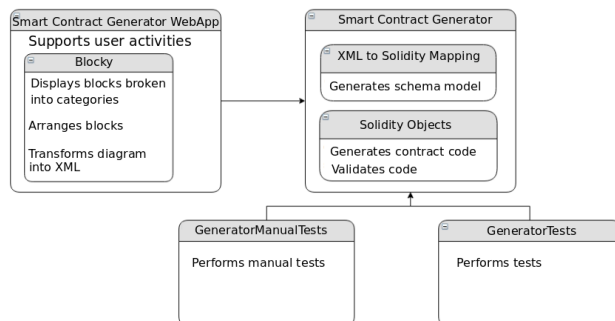 Smart Contract Generator WebApp
Supports user activities
Blocky
Displays blocks broken
into categories
Arranges blocks
Transforms diagram
into XML
Smart Contract Generator
XML to Solidity Mapping
Generates schema model
Solidity Objects
Generates contract code
Validates code
GeneratorManualTests
Performs manual tests
GeneratorTests
Performs tests